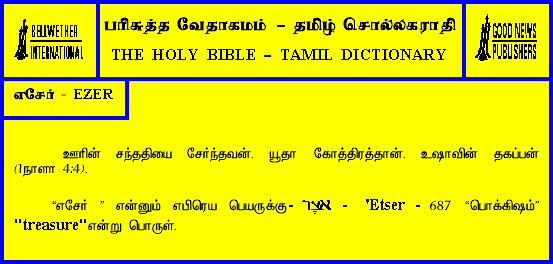 BELLWETHER
INTERNATIONAL
பரிசுத்த வேதாகமம் – தமிழ் சொல்லகராதி
THE HOLY BIBLE – TAMIL DICTIONARY
GOOD NEWS
PUBLISHERS
ஏசேர் - EZER
ஊரின் சந்ததியை சேர்ந்தவன். யூதா கோத்திரத்தான். உஷாவின் தகப்பன்
(1நாளா 4:4).
“எசேர் ” என்னும் எபிரெய பெயருக்கு- אֵצֶר - 'Etser - 687 “பொக்கிஷம்”
"treasure"என்று பொருள்.